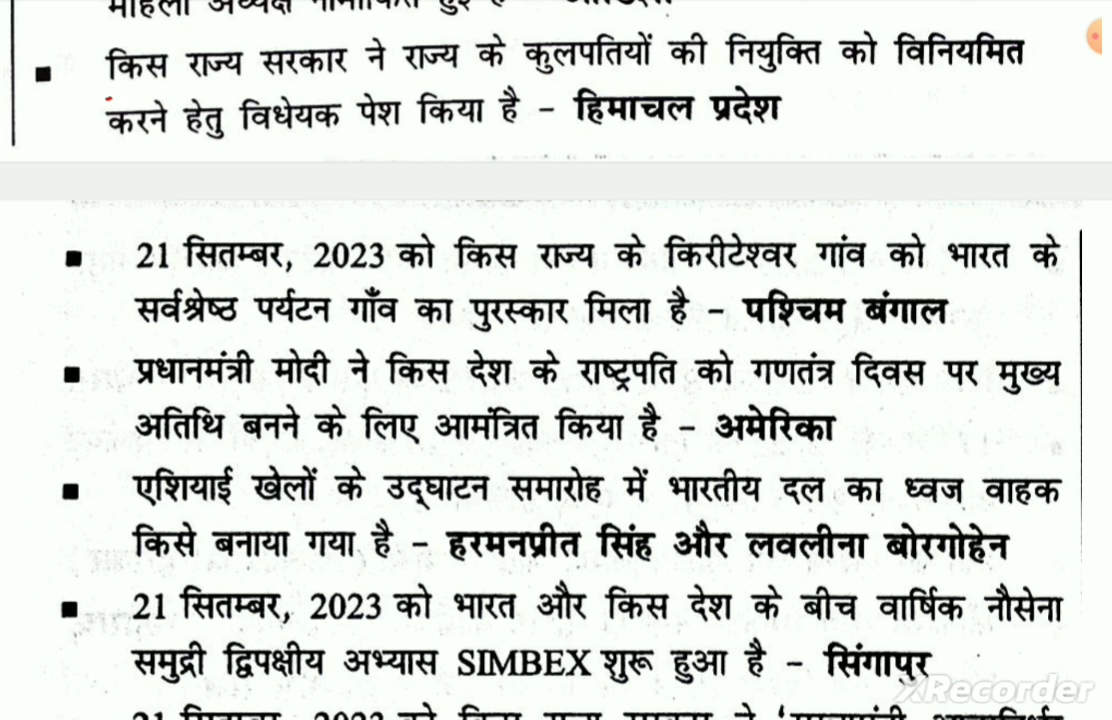 किस राज्य सरकार ने राज्य के कुलपतियों की नियुक्ति को विनियमित
करने हेतु विधेयक पेश किया है - हिमाचल प्रदेश
21 सितम्बर, 2023 को किस राज्य के किरीटेश्वर गांव को भारत के
सर्वश्रेष्ठ पर्यटन गाँव का पुरस्कार मिला है - पश्चिम बंगाल
प्रधानमंत्री मोदी ने किस देश के राष्ट्रपति को गणतंत्र दिवस पर मुख्य
अतिथि बनने के लिए आमंत्रित किया है - अमेरिका
एशियाई खेलों के उद्घाटन समारोह में भारतीय दल का ध्वज वाहक
किसे बनाया गया है - हरमनप्रीत सिंह और लवलीना बोरगोहेन
21 सितम्बर, 2023 को भारत और किस देश के बीच वार्षिक नौसेना
समुद्री द्विपक्षीय अभ्यास SIMBEX शुरू हुआ है - सिंगापुर
XRecorder